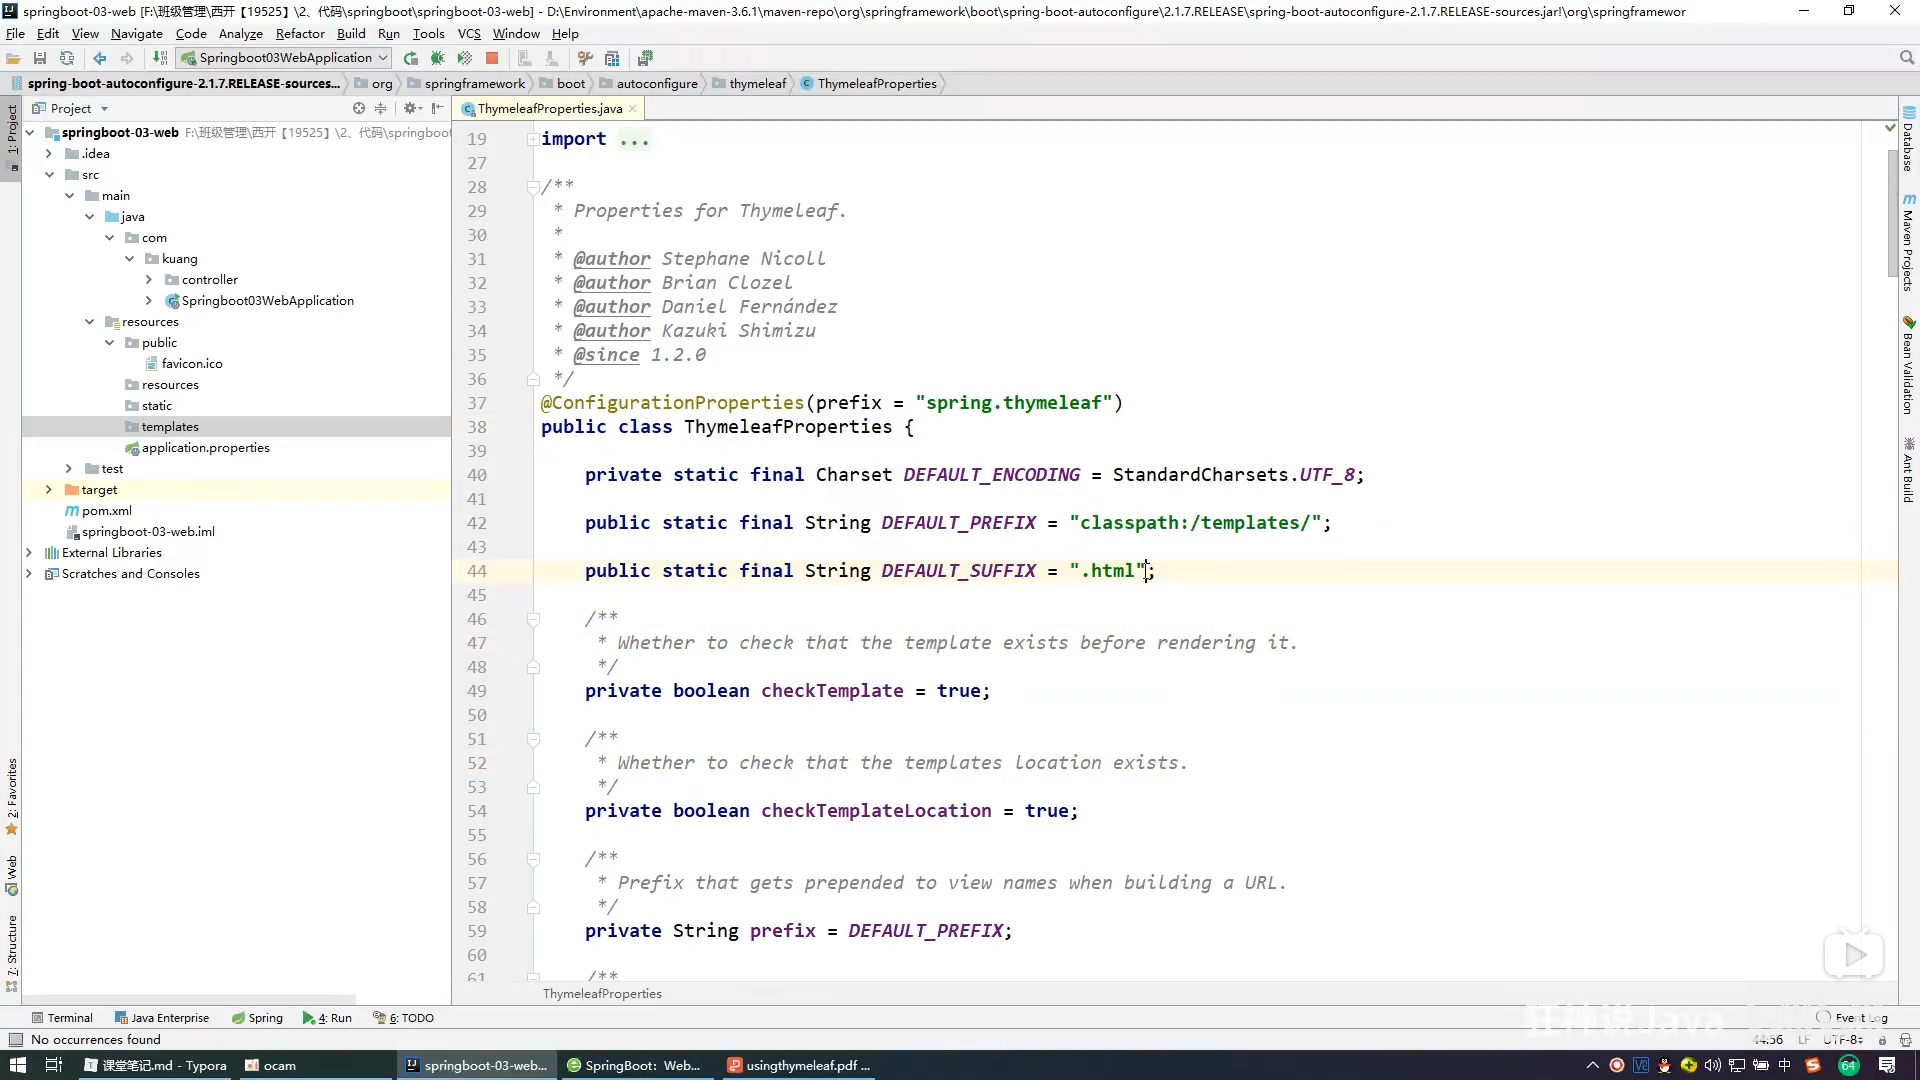 springboot-03-web [F:\班级管理\西开【19525】\2、代码\springboot\springboot-03-web] - D:\Environment\apache-maven-3.6.1\maven-repo\org\springframework\boot\spring-boot-autoconfigure\2.1.7.RELEASE\spring-boot-autoconfigure-2.1.7.RELEASE-sources.jar!\org\springframewor
File Edit View Navigate Code Analyze Refactor Build Run Tools VCS Window Help
Springboot03WebApplication
spring-boot-autoconfigure-2.1.7.RELEASE-sources... org springframework boot autoconfigure thymeleaf ThymeleafProperties
Project
ThymeleafProperties.java
springboot-03-web F:\班级管理\西开【19525】\2、代码\springboot
.idea
src
main
java
com
kuang
controller
Springboot03WebApplication
resources
public
favicon.ico
resources
static
templates
application.properties
test
target
pom.xml
springboot-03-web.iml
External Libraries
Scratches and Consoles
1: Project
2: Favorites
Web
7: Structure
19 import ...
27
28 /**
29 * Properties for Thymeleaf.
30 *
31 * @author Stephane Nicoll
32 * @author Brian Clozel
33 * @author Daniel Fernández
34 * @author Kazuki Shimizu
35 * @since 1.2.0
36 */
37 @ConfigurationProperties(prefix = "spring.thymeleaf")
38 public class ThymeleafProperties {
39
40 private static final Charset DEFAULT_ENCODING = StandardCharsets.UTF_8;
41
42 public static final String DEFAULT_PREFIX = "classpath:/templates/";
43
44 public static final String DEFAULT_SUFFIX = ".html";
45
46 /**
47 * Whether to check that the template exists before rendering it.
48 */
49 private boolean checkTemplate = true;
50
51 /**
52 * Whether to check that the templates location exists.
53 */
54 private boolean checkTemplateLocation = true;
55
56 /**
57 * Prefix that gets prepended to view names when building a URL.
58 */
59 private String prefix = DEFAULT_PREFIX;
60
61 /**
ThymeleafProperties
Database
Maven Projects
Bean Validation
Ant Build
Terminal Java Enterprise Spring 4: Run 6: TODO
狂神说Java
Event Log
No occurrences found
44:56 LF UTF-8
课堂笔记.md - Typora ocam springboot-03-web... SpringBoot：Web... usingthymeleaf.pdf ...
中 64